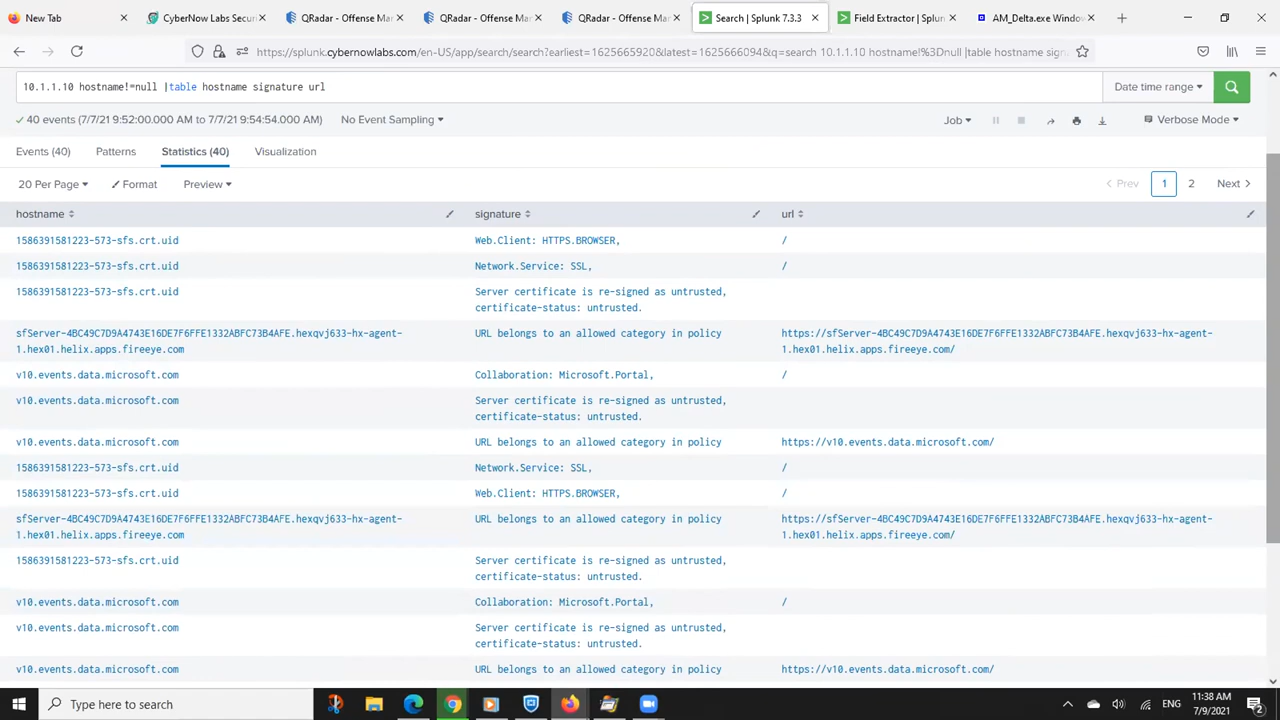 New Tab
CyberNow Labs Securi
QRadar - Offense Mar
QRadar - Offense Mar
QRadar - Offense Mar
Search | Splunk 7.3.3
Field Extractor | Splun
AM_Delta.exe Window
https://splunk.cybernowlabs.com/en-US/app/search/search?earliest=1625665920&latest=1625666094&q=search 10.1.1.10 hostname!%3Dnull |table hostname sign
10.1.1.10 hostname!=null |table hostname signature url
Date time range
40 events (7/7/21 9:52:00.000 AM to 7/7/21 9:54:54.000 AM)
No Event Sampling
Job
Verbose Mode
Events (40)
Patterns
Statistics (40)
Visualization
20 Per Page
Format
Preview
< Prev
1
2
Next >
hostname
signature
url
1586391581223-573-sfs.crt.uid
Web.Client: HTTPS.BROWSER,
/
1586391581223-573-sfs.crt.uid
Network.Service: SSL,
/
1586391581223-573-sfs.crt.uid
Server certificate is re-signed as untrusted,
certificate-status: untrusted.
sfServer-4BC49C7D9A4743E16DE7F6FFE1332ABFC73B4AFE.hexqvj633-hx-agent-
1.hex01.helix.apps.fireeye.com
URL belongs to an allowed category in policy
https://sfServer-4BC49C7D9A4743E16DE7F6FFE1332ABFC73B4AFE.hexqvj633-hx-agent-
1.hex01.helix.apps.fireeye.com/
v10.events.data.microsoft.com
Collaboration: Microsoft.Portal,
/
v10.events.data.microsoft.com
Server certificate is re-signed as untrusted,
certificate-status: untrusted.
v10.events.data.microsoft.com
URL belongs to an allowed category in policy
https://v10.events.data.microsoft.com/
1586391581223-573-sfs.crt.uid
Network.Service: SSL,
/
1586391581223-573-sfs.crt.uid
Web.Client: HTTPS.BROWSER,
/
sfServer-4BC49C7D9A4743E16DE7F6FFE1332ABFC73B4AFE.hexqvj633-hx-agent-
1.hex01.helix.apps.fireeye.com
URL belongs to an allowed category in policy
https://sfServer-4BC49C7D9A4743E16DE7F6FFE1332ABFC73B4AFE.hexqvj633-hx-agent-
1.hex01.helix.apps.fireeye.com/
1586391581223-573-sfs.crt.uid
Server certificate is re-signed as untrusted,
certificate-status: untrusted.
v10.events.data.microsoft.com
Collaboration: Microsoft.Portal,
/
v10.events.data.microsoft.com
Server certificate is re-signed as untrusted,
certificate-status: untrusted.
v10.events.data.microsoft.com
URL belongs to an allowed category in policy
https://v10.events.data.microsoft.com/
Type here to search
ENG
11:38 AM
7/9/2021
2